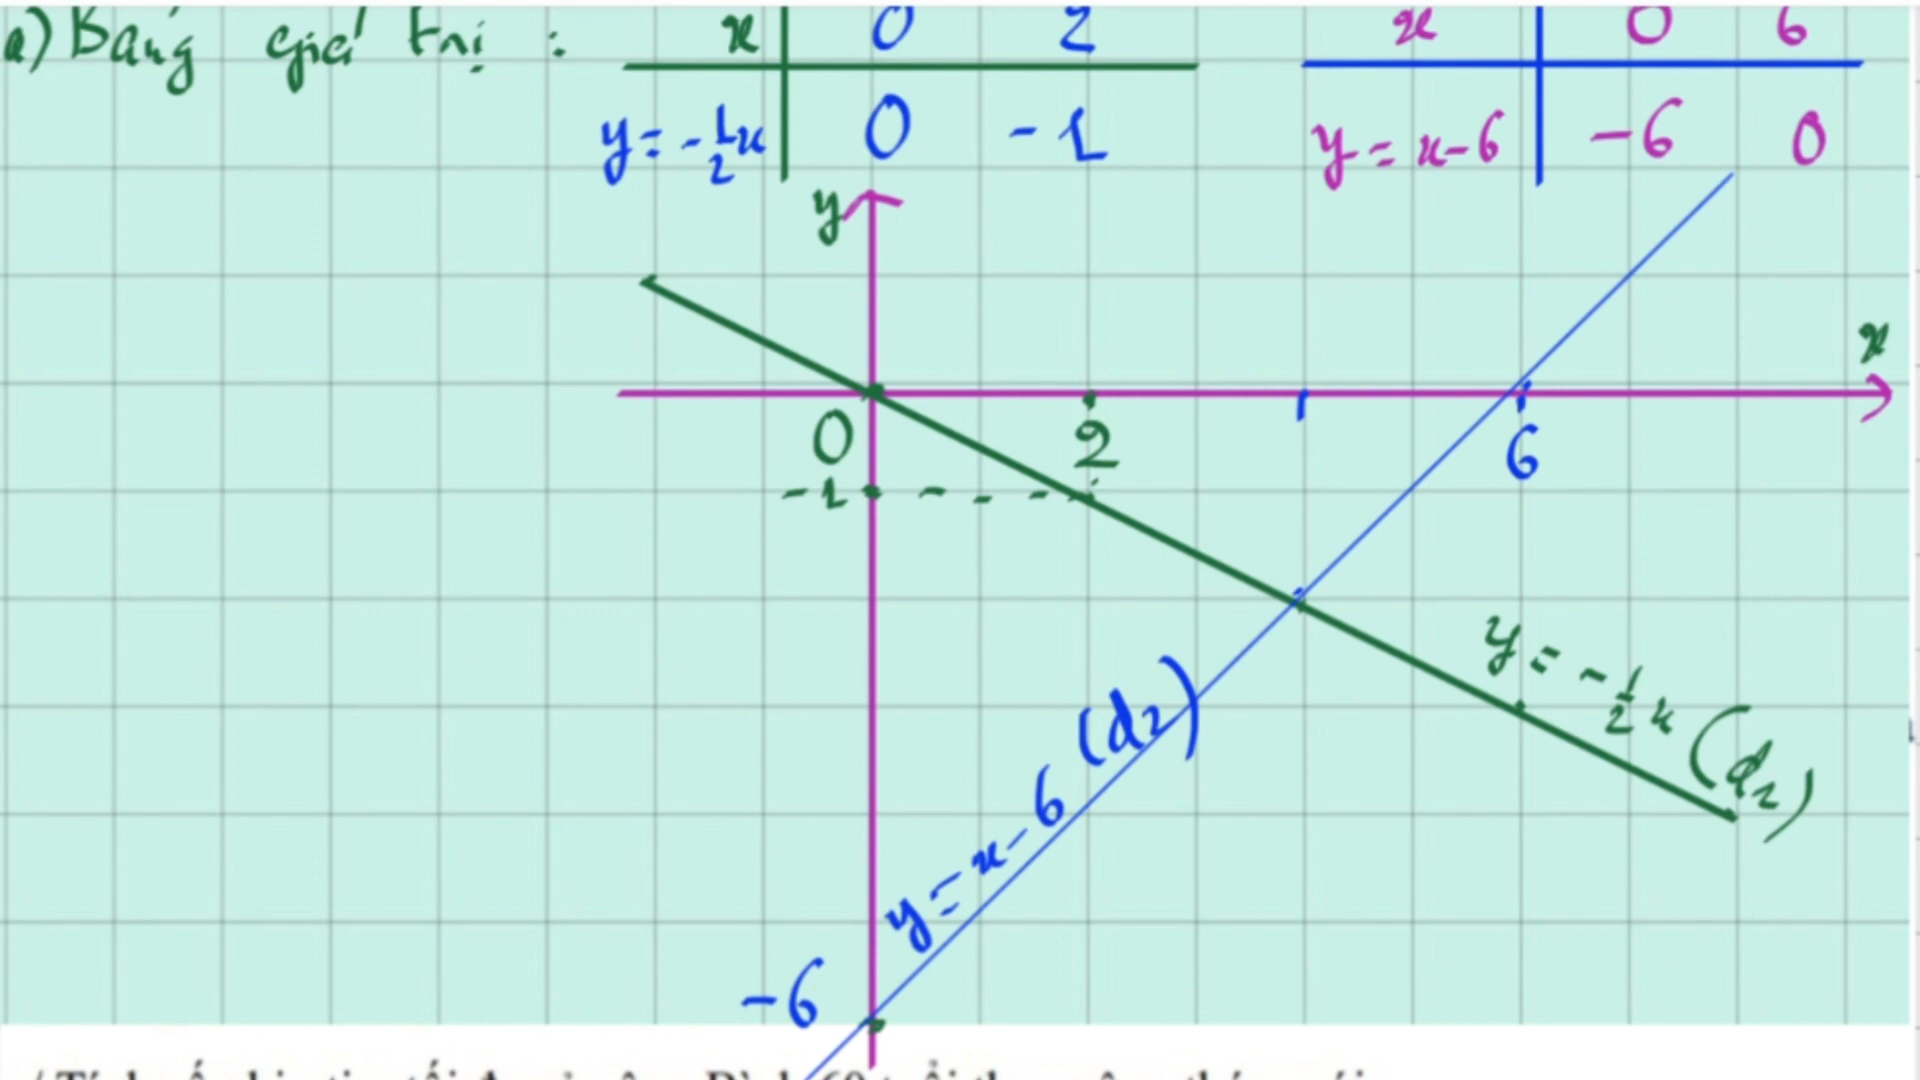 a) Bảng giá trị :
x 0 2
y = -1/2x 0 -1
x 0 6
y = x-6 -6 0
y
x
0 2 6
-1
y = -1/2x (d₁)
y = x-6 (d₂)
-6